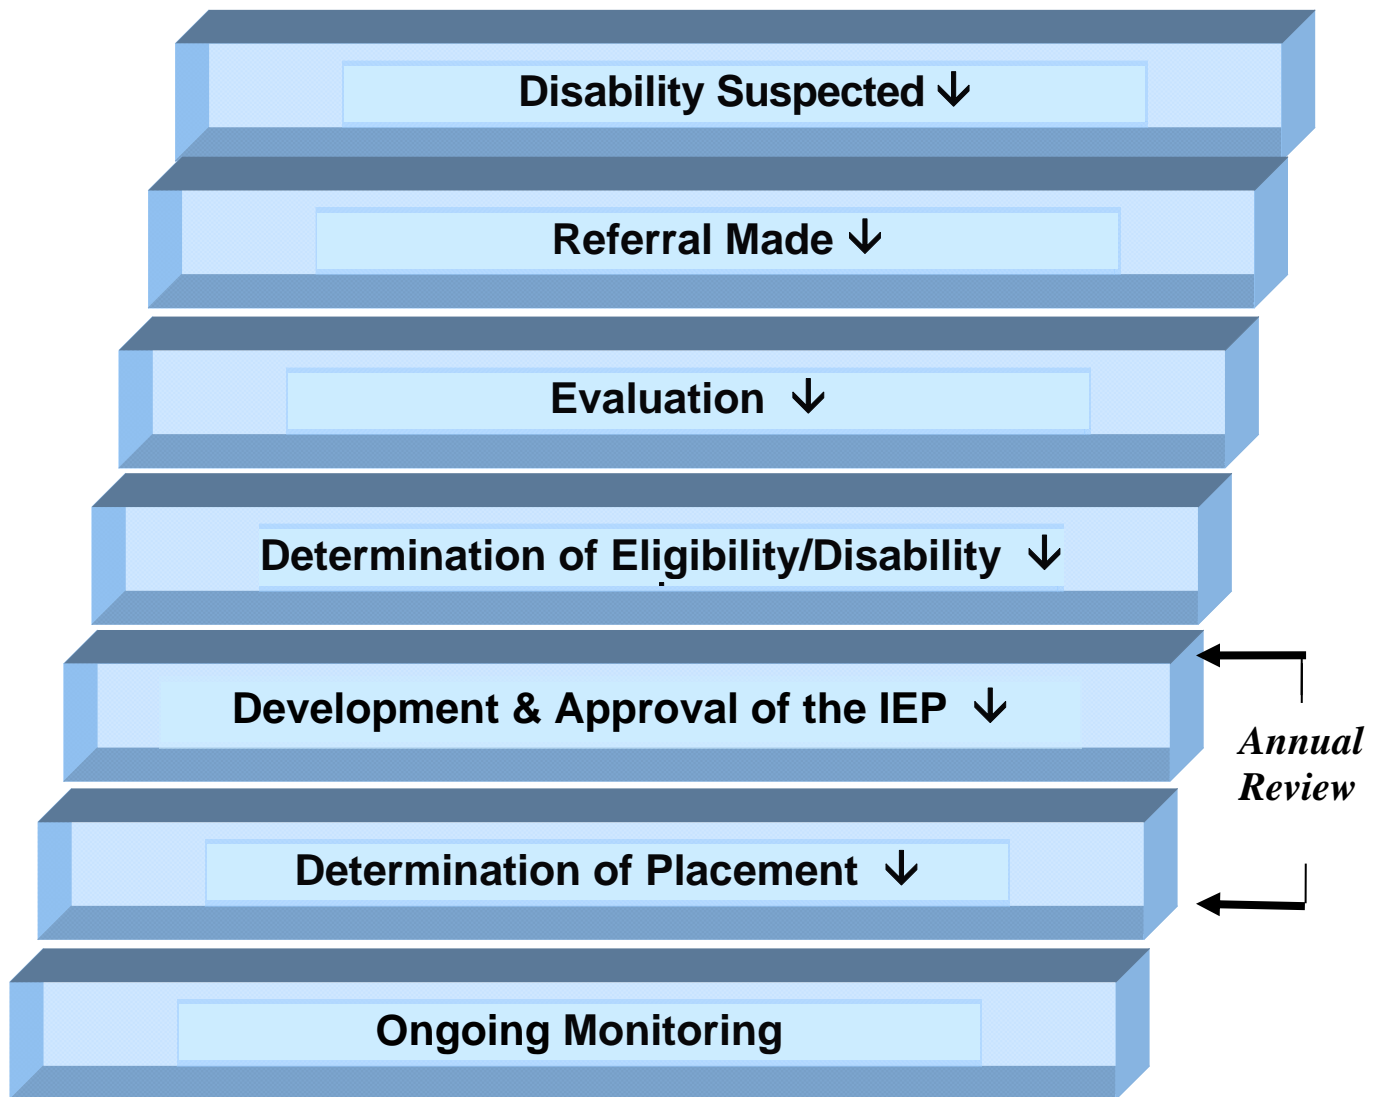 Disability Suspected ↓
Referral Made ↓
Evaluation ↓
Determination of Eligibility/Disability ↓
Development & Approval of the IEP ↓
Annual
Review
Determination of Placement ↓
Ongoing Monitoring